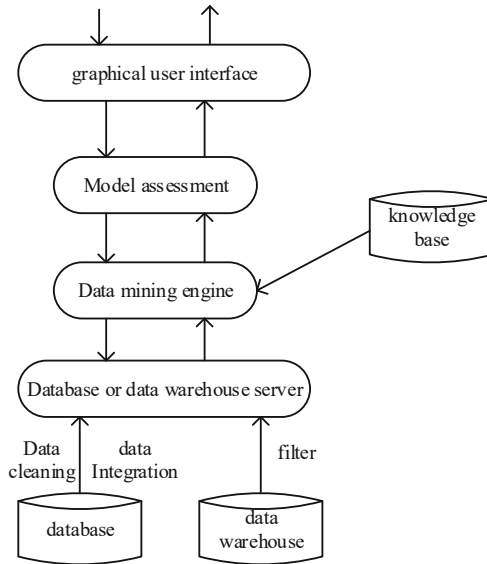 graphical user interface
Model assessment
knowledge
base
Data mining engine
Database or data warehouse server
Data
cleaning
data
Integration
filter
database
data
warehouse